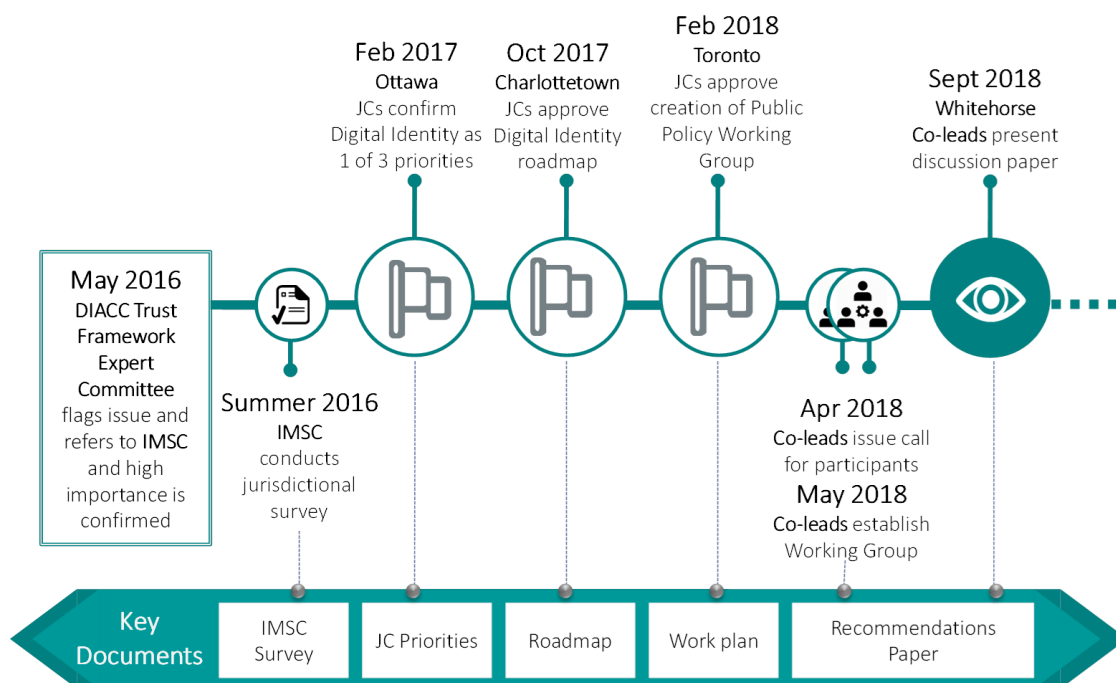 May 2016
DIACC Trust
Framework
Expert
Committee
flags issue and
refers to IMSC
and high
importance is
confirmed
Summer 2016
IMSC
conducts
jurisdictional
survey
Feb 2017
Ottawa
JCs confirm
Digital Identity as
1 of 3 priorities
Oct 2017
Charlottetown
JCs approve
Digital Identity
roadmap
Feb 2018
Toronto
JCs approve
creation of Public
Policy Working
Group
Apr 2018
Co-leads issue call
for participants
May 2018
Co-leads establish
Working Group
Sept 2018
Whitehorse
Co-leads present
discussion paper
Key
Documents
IMSC
Survey
JC Priorities
Roadmap
Work plan
Recommendations
Paper